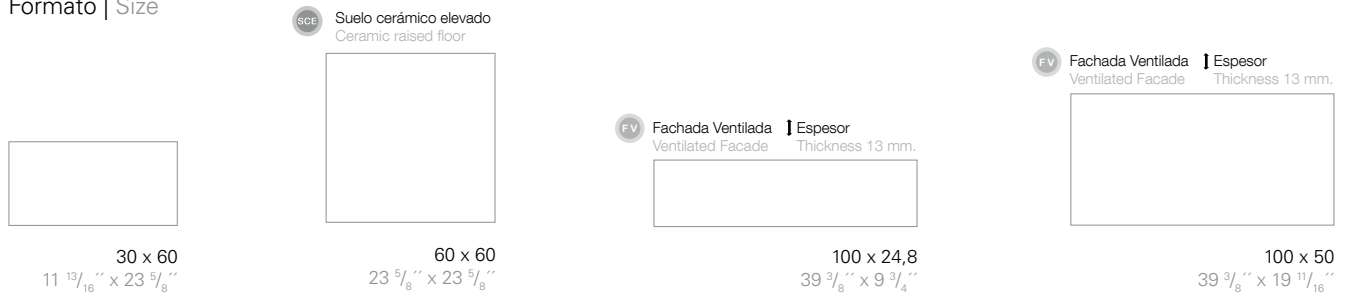 Formato | Size
SCE Suelo cerámico elevado
Ceramic raised floor
FV Fachada Ventilada Espesor
Ventilated Facade Thickness 13 mm.
FV Fachada Ventilada Espesor
Ventilated Facade Thickness 13 mm.
30 x 60
11 13/16´´ x 23 5/8´´
60 x 60
23 5/8´´ x 23 5/8´´
100 x 24,8
39 3/8´´ x 9 3/4´´
100 x 50
39 3/8´´ x 19 11/16´´